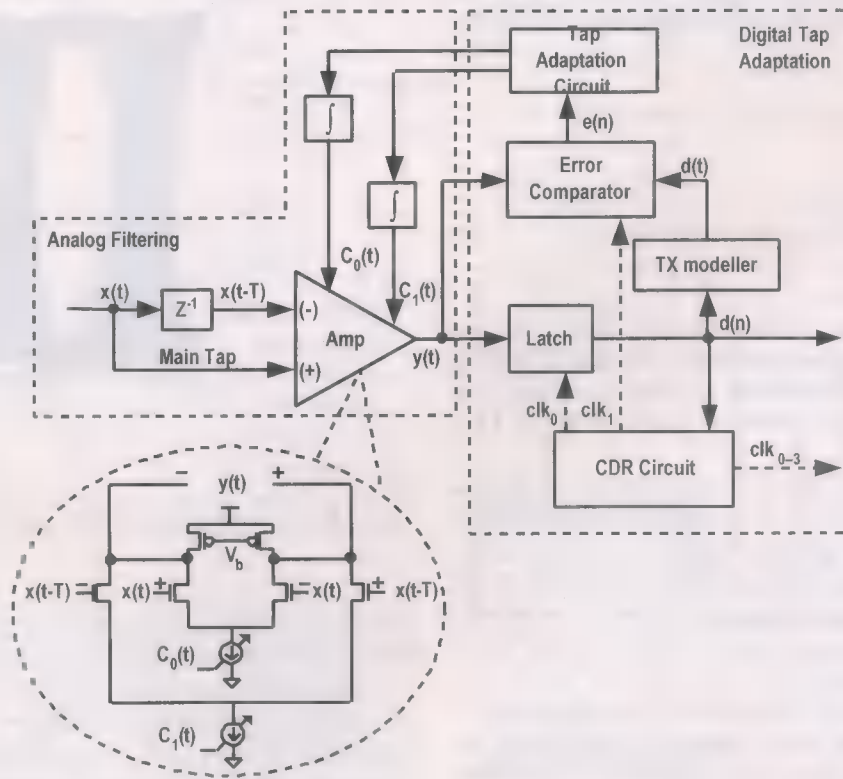 Tap
Adaptation
Circuit
Digital Tap
Adaptation
e(n)
∫
Error
Comparator
d(t)
∫
Analog Filtering
C₀(t)
TX modeller
x(t)
Z⁻¹
x(t-T)
(-)
C₁(t)
Amp
d(n)
Main Tap
(+)
y(t)
Latch
clk₀
clk₁
CDR Circuit
clk₀₋₃
− +
y(t)
V_b
x(t-T) − x(t) + − x(t) + x(t-T)
C₀(t)
C₁(t)